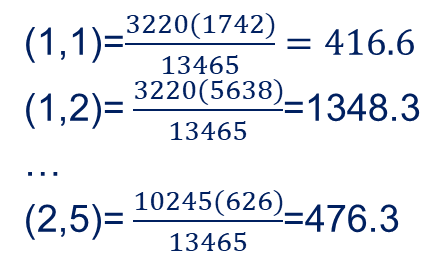 (1,1)=3220(1742)/13465 = 416.6
(1,2)= 3220(5638)/13465=1348.3
...
(2,5)= 10245(626)/13465=476.3